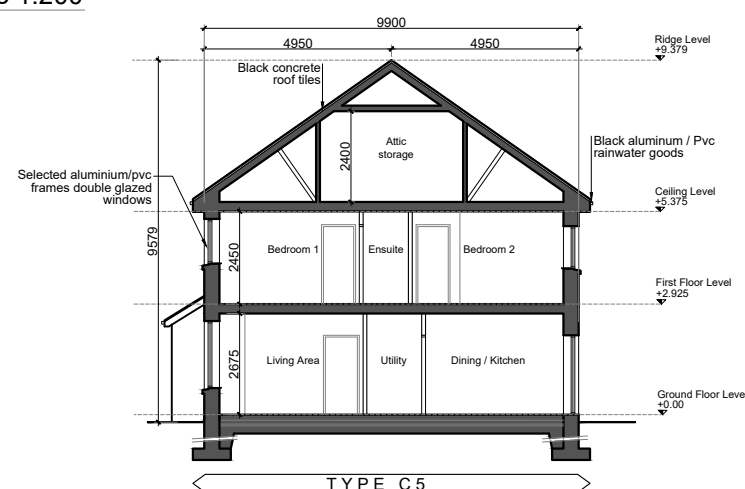 9900
4950
4950
Ridge Level
+9.379
Black concrete
roof tiles
Attic
storage
2400
Black aluminum / Pvc
rainwater goods
Selected aluminium/pvc
frames double glazed
windows
Ceiling Level
+5.375
9579
2450
Bedroom 1
Ensuite
Bedroom 2
First Floor Level
+2.925
2675
Living Area
Utility
Dining / Kitchen
Ground Floor Leve
+0.00
TYPE C5